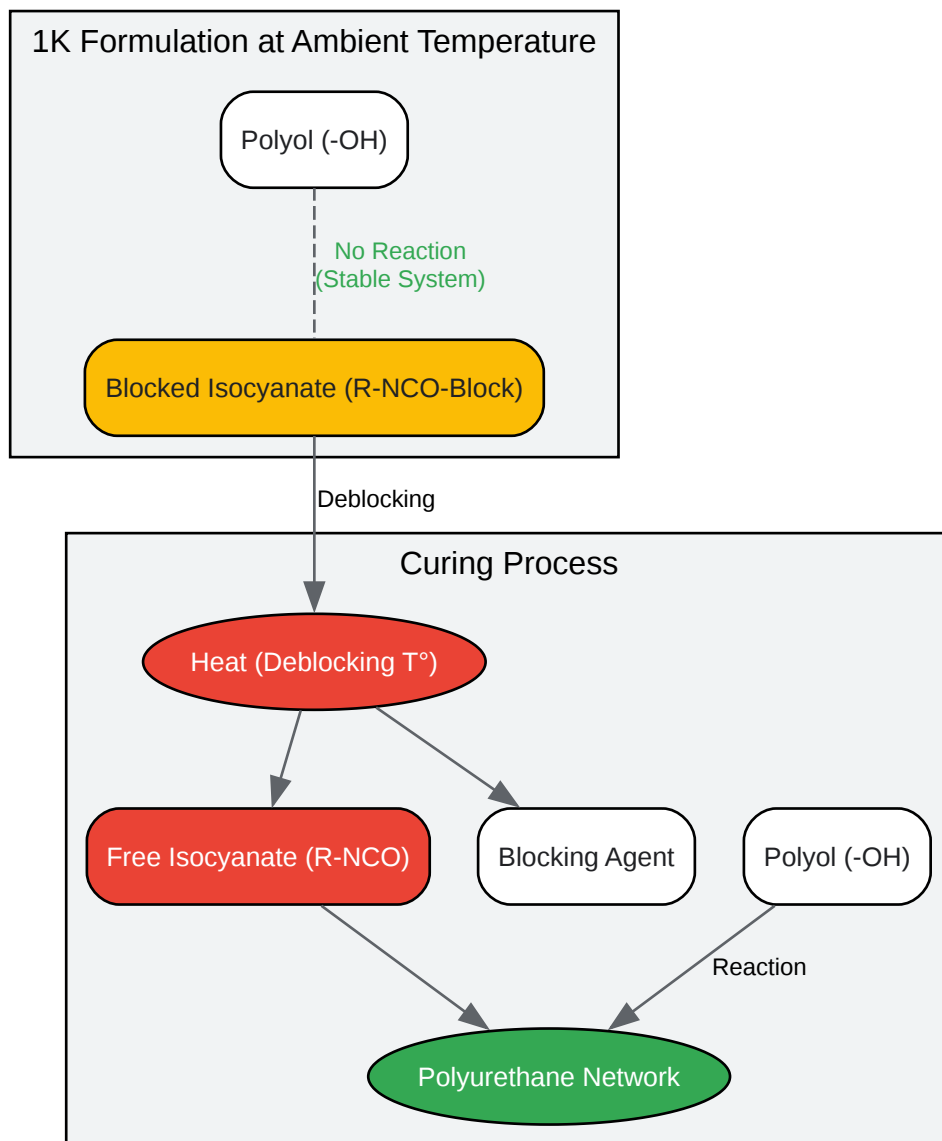 1K Formulation at Ambient Temperature
Polyol (-OH)
No Reaction
(Stable System)
Blocked Isocyanate (R-NCO-Block)
Deblocking
Curing Process
Heat (Deblocking T°)
Free Isocyanate (R-NCO)
Blocking Agent
Polyol (-OH)
Reaction
Polyurethane Network